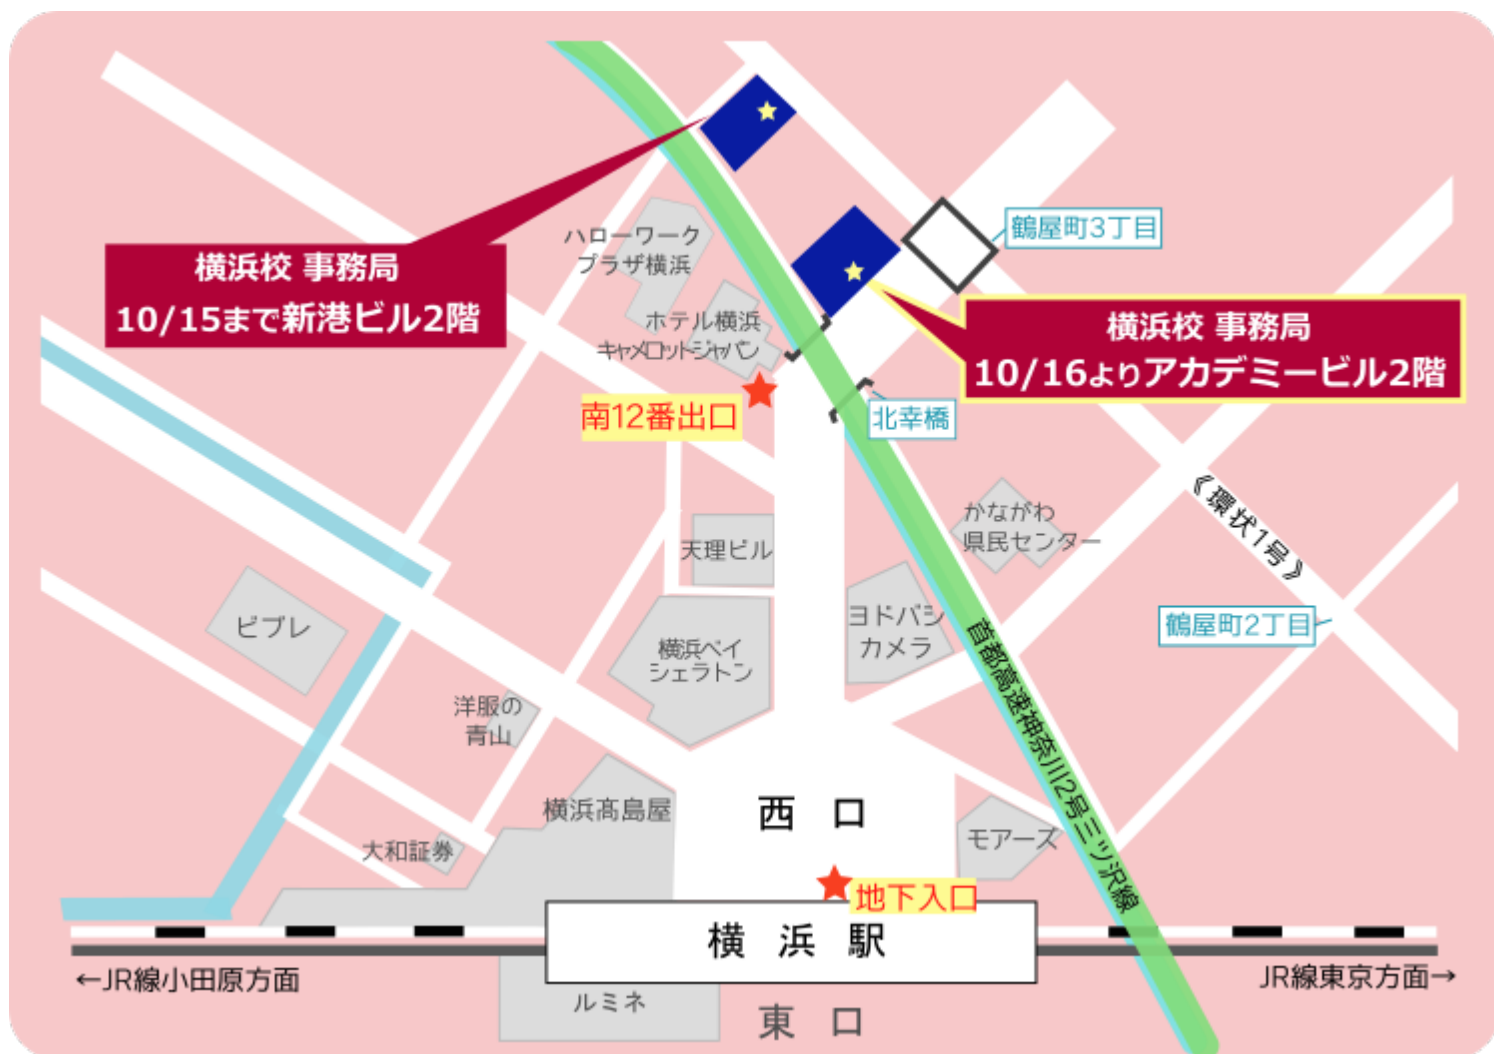 鶴屋町3丁目
ハローワーク
プラザ横浜
横浜校 事務局
10/15まで新港ビル2階
ホテル横浜
キャメロットジャパン
横浜校 事務局
10/16よりアカデミービル2階
南12番出口
北幸橋
《環状1号》
かながわ
県民センター
天理ビル
ヨドバシ
カメラ
鶴屋町2丁目
ビブレ
横浜ベイ
シェラトン
首都高速神奈川2号三ツ沢線
洋服の
青山
横浜髙島屋
西 口
モアーズ
大和証券
地下入口
横 浜 駅
←JR線小田原方面
JR線東京方面→
ルミネ
東 口